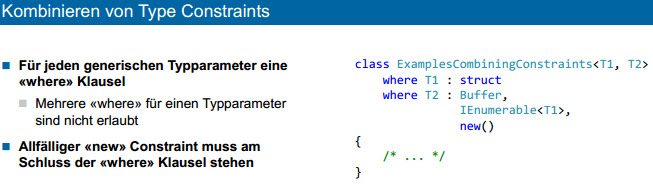 Kombinieren von Type Constraints
Für jeden generischen Typparameter eine
«where» Klausel
Mehrere «where» für einen Typparameter
sind nicht erlaubt
Allfälliger «new» Constraint muss am
Schluss der «where» Klausel stehen
class ExamplesCombiningConstraints<T1, T2>
where T1 : struct
where T2 : Buffer,
IEnumerable<T1>,
new()
{
/* ... */
}